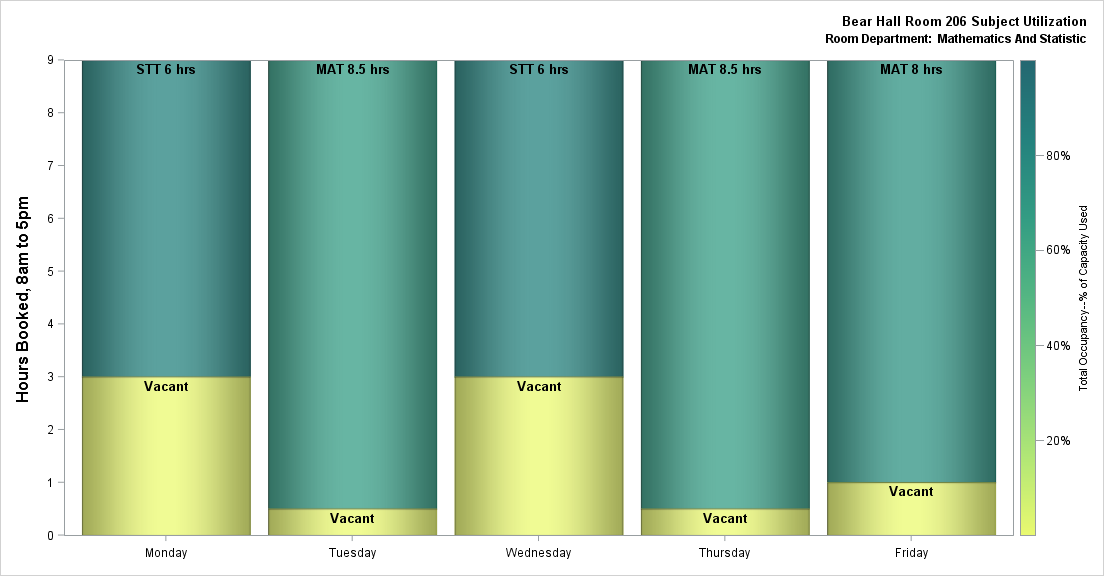 Bear Hall Room 206 Subject Utilization
Room Department: Mathematics And Statistic
Hours Booked, 8am to 5pm
9
8
7
6
5
4
3
2
1
0
STT 6 hrs
MAT 8.5 hrs
STT 6 hrs
MAT 8.5 hrs
MAT 8 hrs
Vacant
Vacant
Vacant
Vacant
Vacant
Monday
Tuesday
Wednesday
Thursday
Friday
80%
60%
40%
20%
Total Occupancy--% of Capacity Used